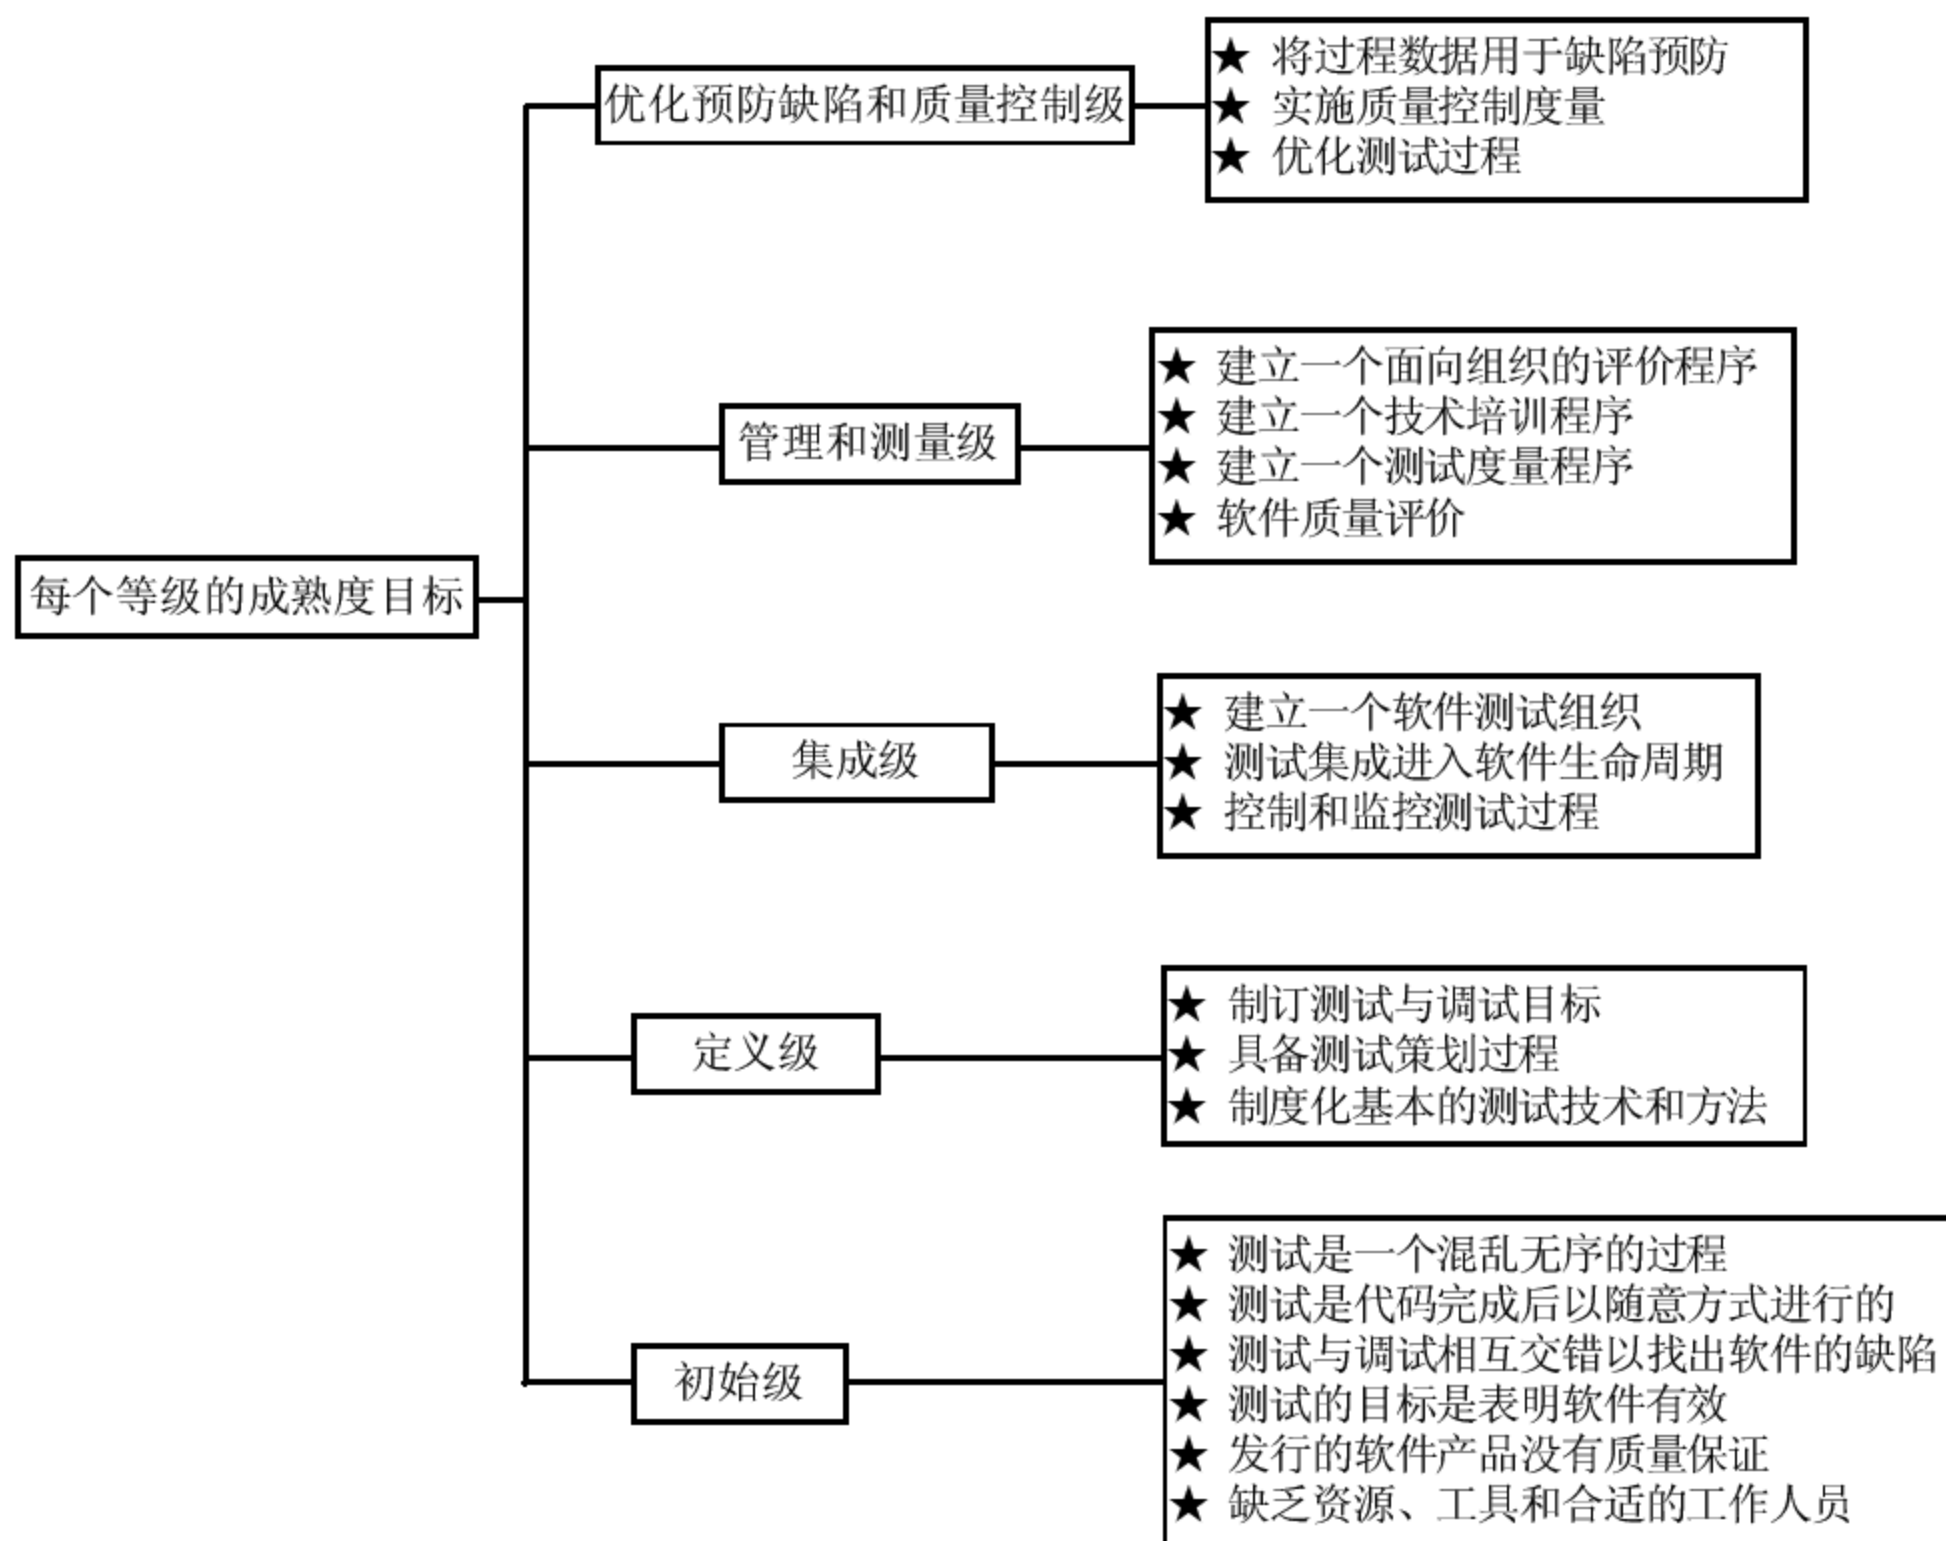 优化预防缺陷和质量控制级
★ 将过程数据用于缺陷预防
★ 实施质量控制度量
★ 优化测试过程
管理和测量级
★ 建立一个面向组织的评价程序
★ 建立一个技术培训程序
★ 建立一个测试度量程序
★ 软件质量评价
每个等级的成熟度目标
集成级
★ 建立一个软件测试组织
★ 测试集成进入软件生命周期
★ 控制和监控测试过程
定义级
★ 制订测试与调试目标
★ 具备测试策划过程
★ 制度化基本的测试技术和方法
初始级
★ 测试是一个混乱无序的过程
★ 测试是代码完成后以随意方式进行的
★ 测试与调试相互交错以找出软件的缺陷
★ 测试的目标是表明软件有效
★ 发行的软件产品没有质量保证
★ 缺乏资源、工具和合适的工作人员